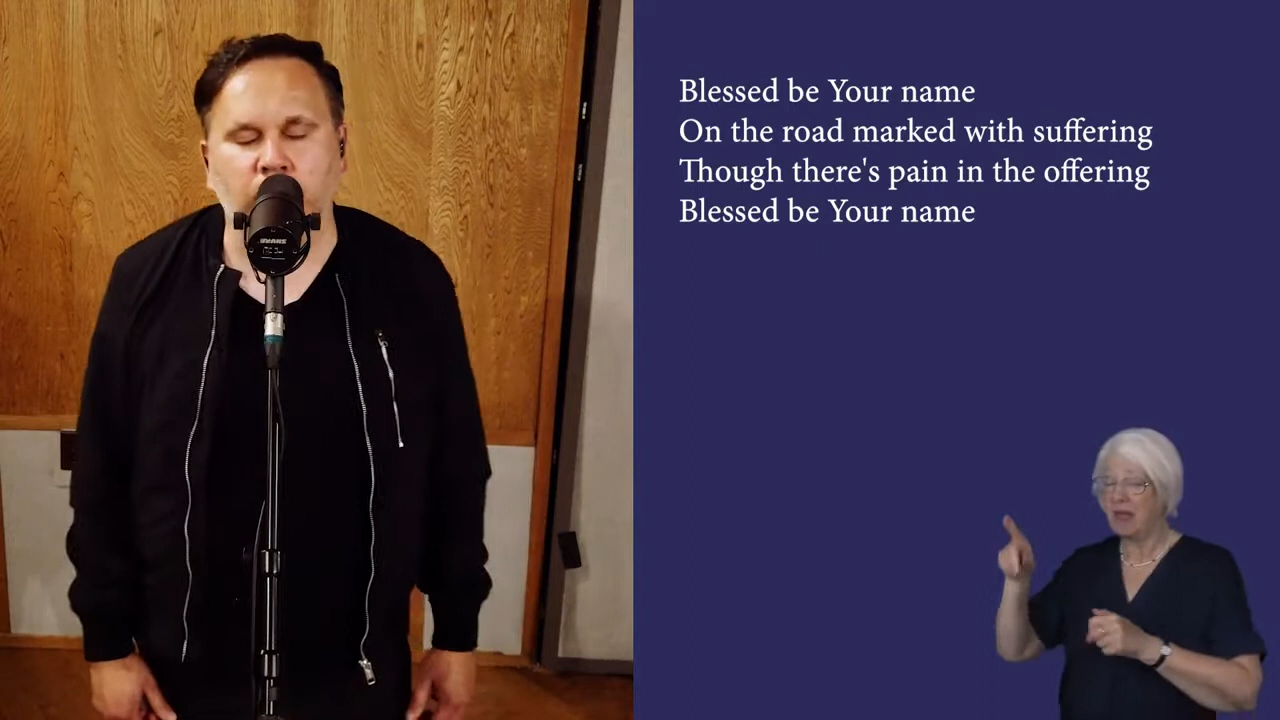 Blessed be Your name
On the road marked with suffering
Though there's pain in the offering
Blessed be Your name
SHURE